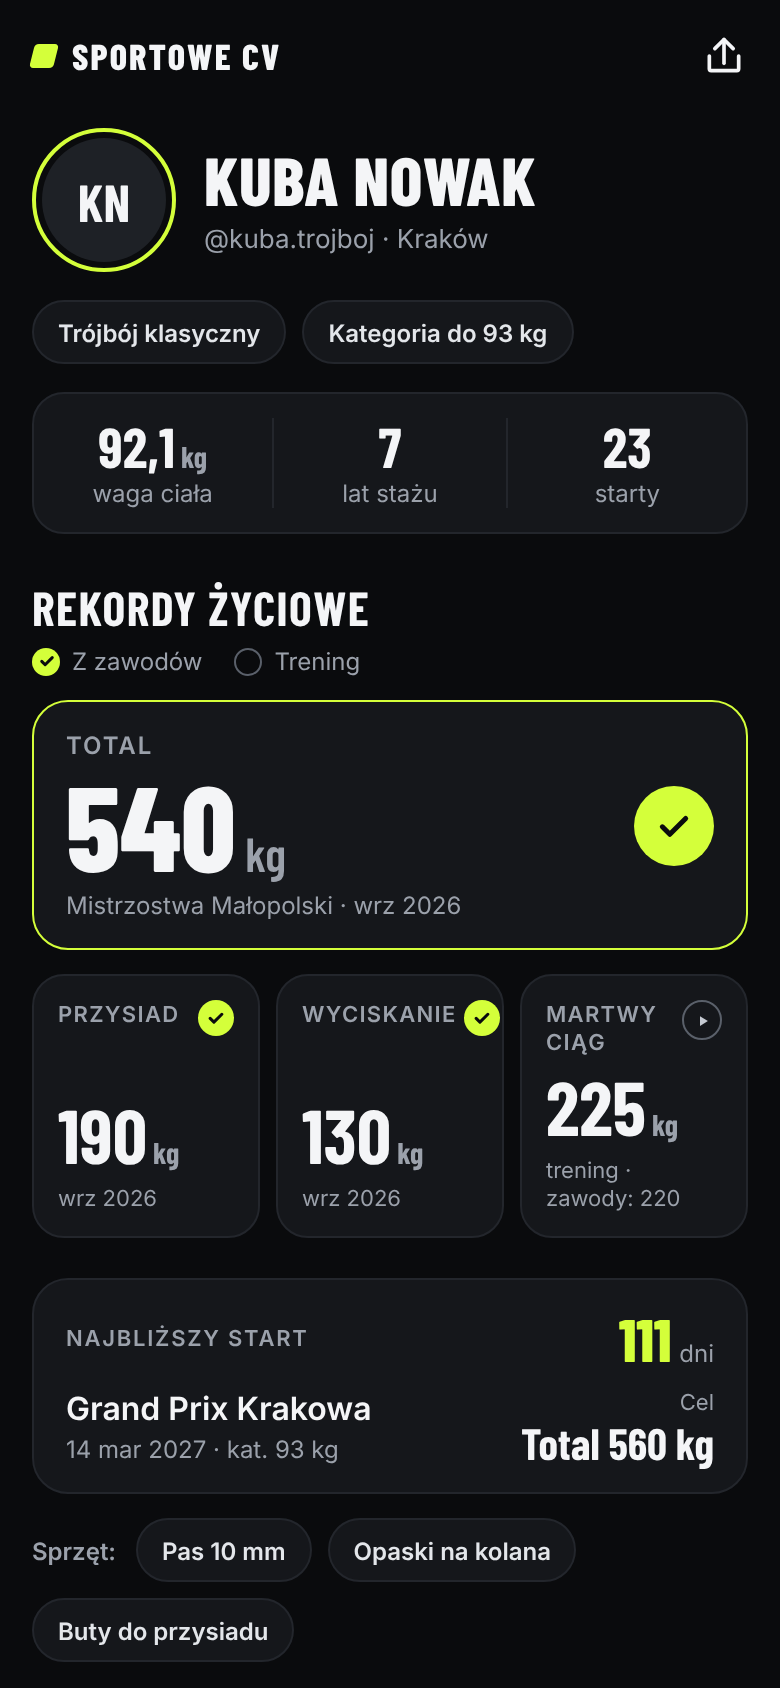 SPORTOWE CV
KN
KUBA NOWAK
@kuba.trojboj · Kraków
Trójbój klasyczny
Kategoria do 93 kg
92,1 kg
waga ciała
7
lat stażu
23
starty
REKORDY ŻYCIOWE
Z zawodów
Trening
TOTAL
540 kg
Mistrzostwa Małopolski · wrz 2026
PRZYSIAD
190 kg
wrz 2026
WYCISKANIE
130 kg
wrz 2026
MARTWY
CIĄG
225 kg
trening ·
zawody: 220
NAJBLIŻSZY START
111 dni
Grand Prix Krakowa
14 mar 2027 · kat. 93 kg
Cel
Total 560 kg
Sprzęt:
Pas 10 mm
Opaski na kolana
Buty do przysiadu